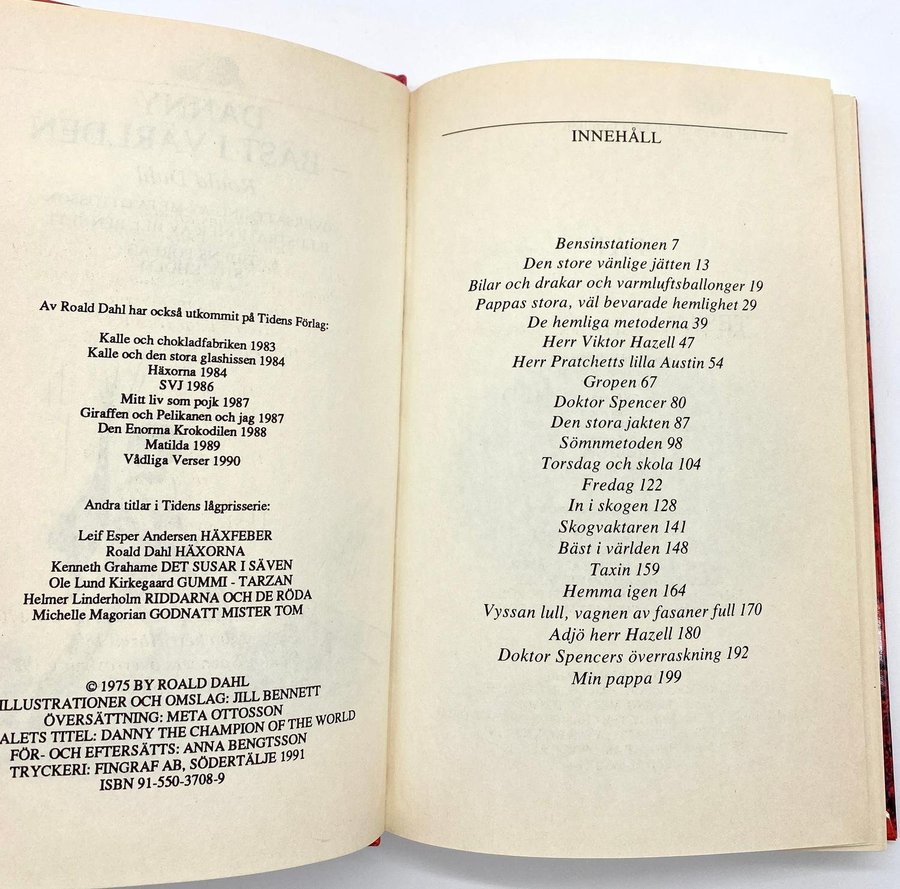 Av Roald Dahl har också utkommit på Tidens Förlag:
Kalle och chokladfabriken 1983
Kalle och den stora glashissen 1984
Häxorna 1984
SVJ 1986
Mitt liv som pojk 1987
Giraffen och Pelikanen och jag 1987
Den Enorma Krokodilen 1988
Matilda 1989
Vådliga Verser 1990
Andra titlar i Tidens lågprisserie:
Leif Esper Andersen HÄXFEBER
Roald Dahl HÄXORNA
Kenneth Grahame DET SUSAR I SÄVEN
Ole Lund Kirkegaard GUMMI - TARZAN
Helmer Linderholm RIDDARNA OCH DE RÖDA
Michelle Magorian GODNATT MISTER TOM
© 1975 BY ROALD DAHL
ILLUSTRATIONER OCH OMSLAG: JILL BENNETT
ÖVERSÄTTNING: META OTTOSSON
ALETS TITEL: DANNY THE CHAMPION OF THE WORLD
FÖR- OCH EFTERSÄTTS: ANNA BENGTSSON
TRYCKERI: FINGRAF AB, SÖDERTÄLJE 1991
ISBN 91-550-3708-9
INNEHÅLL
Bensinstationen 7
Den store vänlige jätten 13
Bilar och drakar och varmluftsballonger 19
Pappas stora, väl bevarade hemlighet 29
De hemliga metoderna 39
Herr Viktor Hazell 47
Herr Pratchetts lilla Austin 54
Gropen 67
Doktor Spencer 80
Den stora jakten 87
Sömnmetoden 98
Torsdag och skola 104
Fredag 122
In i skogen 128
Skogvaktaren 141
Bäst i världen 148
Taxin 159
Hemma igen 164
Vyssan lull, vagnen av fasaner full 170
Adjö herr Hazell 180
Doktor Spencers överraskning 192
Min pappa 199